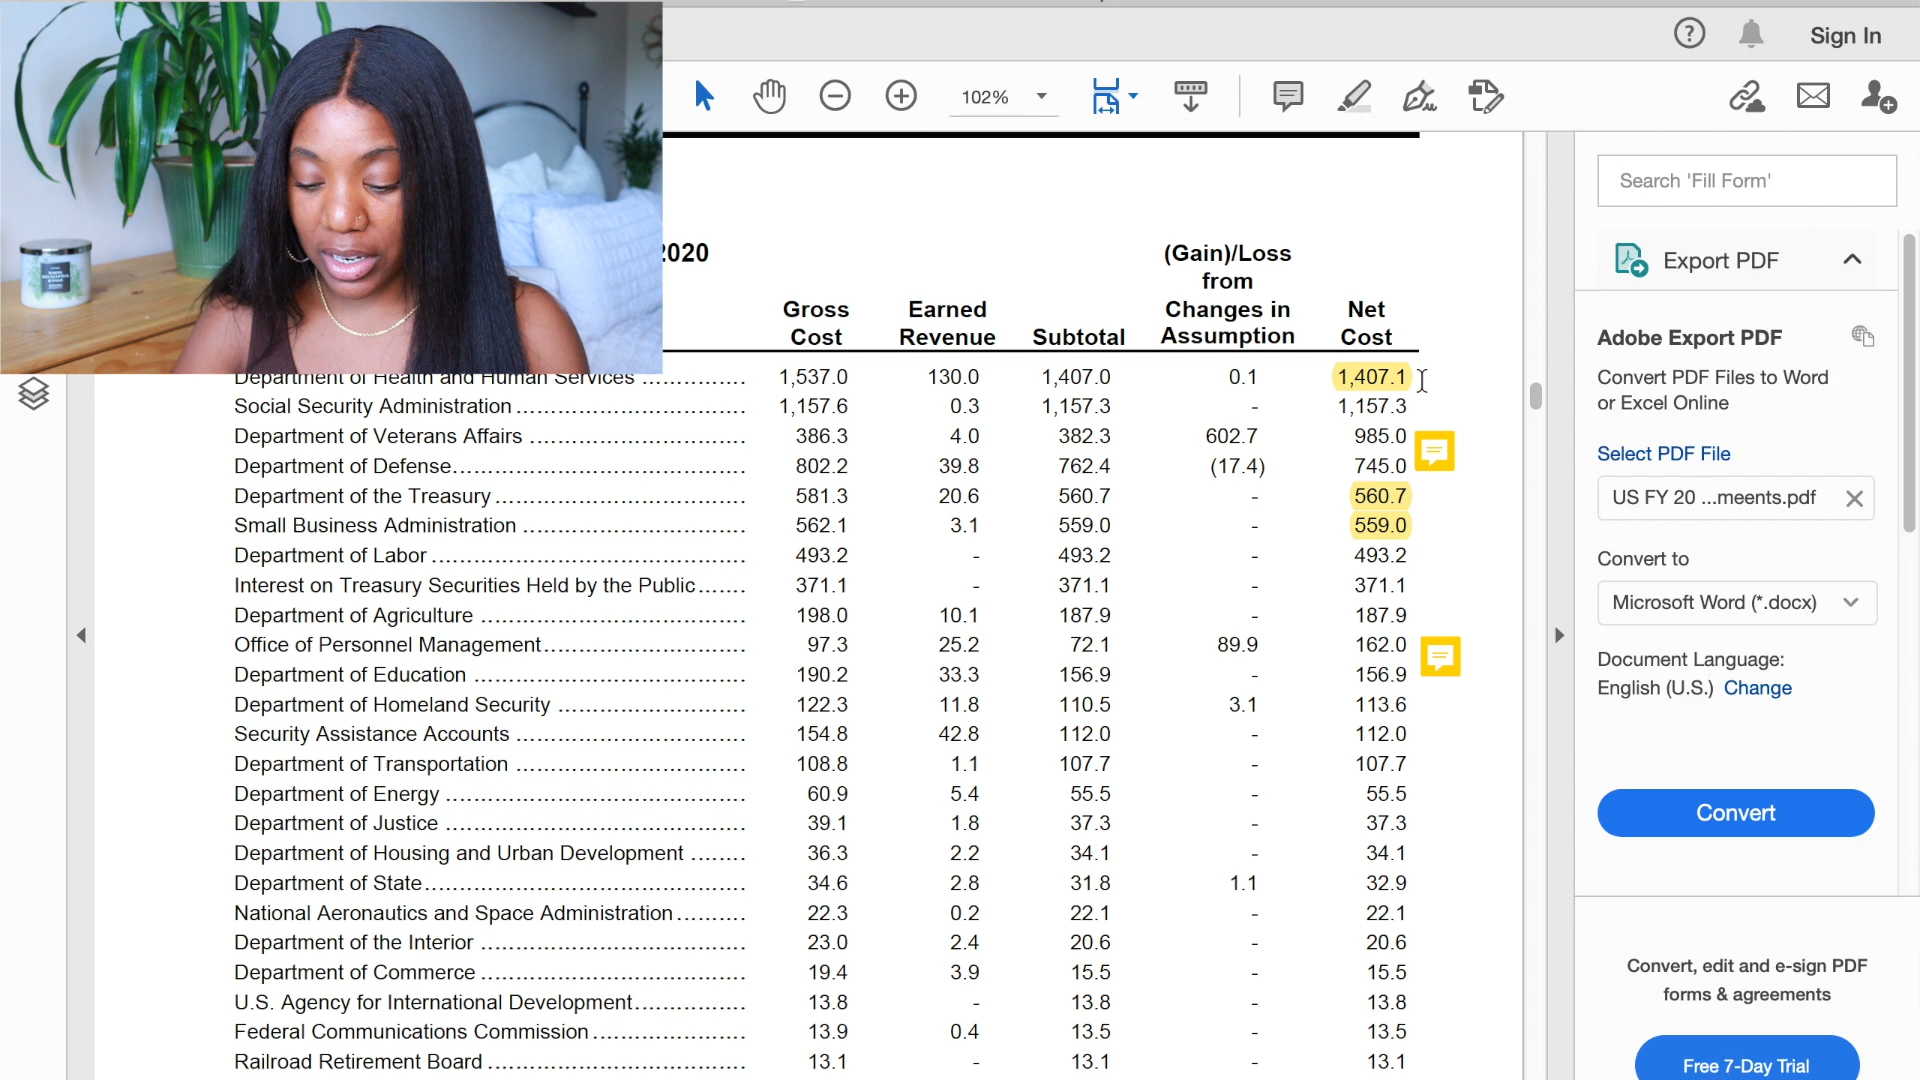 Sign In
102%
2020
(Gain)/Loss
from
Gross Earned Changes in Net
Cost Revenue Subtotal Assumption Cost
Department of Health and Human Services ............... 1,537.0 130.0 1,407.0 0.1 1,407.1
Social Security Administration ................................. 1,157.6 0.3 1,157.3 - 1,157.3
Department of Veterans Affairs ............................... 386.3 4.0 382.3 602.7 985.0
Department of Defense.......................................... 802.2 39.8 762.4 (17.4) 745.0
Department of the Treasury .................................... 581.3 20.6 560.7 - 560.7
Small Business Administration ................................ 562.1 3.1 559.0 - 559.0
Department of Labor ............................................. 493.2 - 493.2 - 493.2
Interest on Treasury Securities Held by the Public ....... 371.1 - 371.1 - 371.1
Department of Agriculture ...................................... 198.0 10.1 187.9 - 187.9
Office of Personnel Management............................. 97.3 25.2 72.1 89.9 162.0
Department of Education ....................................... 190.2 33.3 156.9 - 156.9
Department of Homeland Security ........................... 122.3 11.8 110.5 3.1 113.6
Security Assistance Accounts ................................. 154.8 42.8 112.0 - 112.0
Department of Transportation .................................. 108.8 1.1 107.7 - 107.7
Department of Energy ........................................... 60.9 5.4 55.5 - 55.5
Department of Justice ............................................ 39.1 1.8 37.3 - 37.3
Department of Housing and Urban Development ........ 36.3 2.2 34.1 - 34.1
Department of State.............................................. 34.6 2.8 31.8 1.1 32.9
National Aeronautics and Space Administration .......... 22.3 0.2 22.1 - 22.1
Department of the Interior ...................................... 23.0 2.4 20.6 - 20.6
Department of Commerce ...................................... 19.4 3.9 15.5 - 15.5
U.S. Agency for International Development................ 13.8 - 13.8 - 13.8
Federal Communications Commission ...................... 13.9 0.4 13.5 - 13.5
Railroad Retirement Board ..................................... 13.1 - 13.1 - 13.1
Search 'Fill Form'
Export PDF
Adobe Export PDF
Convert PDF Files to Word
or Excel Online
Select PDF File
US FY 20 ...meents.pdf
Convert to
Microsoft Word (*.docx)
Document Language:
English (U.S.) Change
Convert
Convert, edit and e-sign PDF
forms & agreements
Free 7-Day Trial